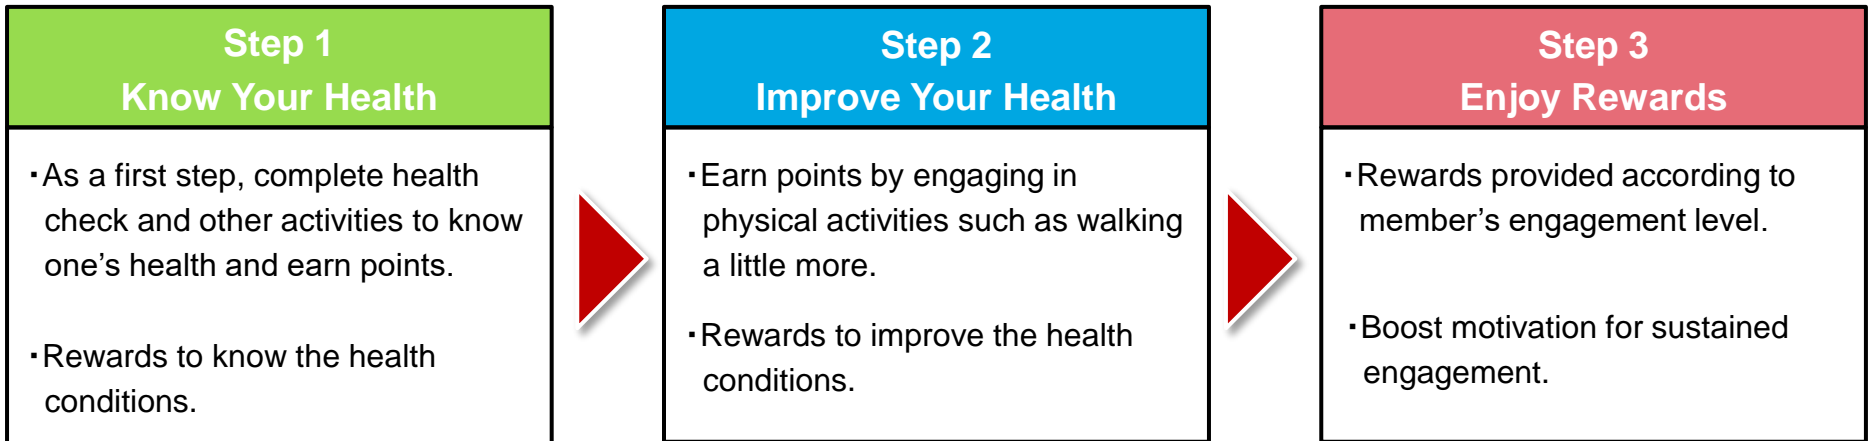 Step 1
Know Your Health
・As a first step, complete health
check and other activities to know
one’s health and earn points.
・Rewards to know the health
conditions.
Step 2
Improve Your Health
・Earn points by engaging in
physical activities such as walking
a little more.
・Rewards to improve the health
conditions.
Step 3
Enjoy Rewards
・Rewards provided according to
member’s engagement level.
・Boost motivation for sustained
engagement.